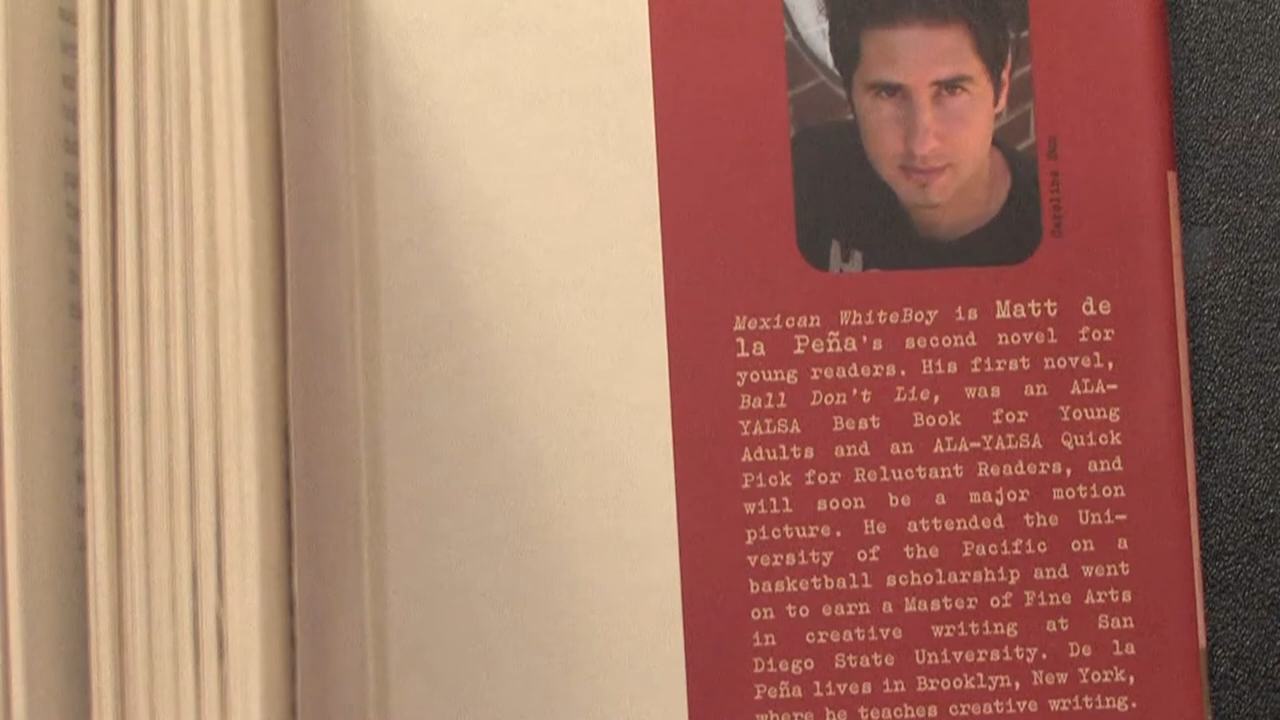 Caroline Sun
Mexican WhiteBoy is Matt de
la Peña's second novel for
young readers. His first novel,
Ball Don't Lie, was an ALA-
YALSA Best Book for Young
Adults and an ALA-YALSA Quick
Pick for Reluctant Readers, and
will soon be a major motion
picture. He attended the Uni-
versity of the Pacific on a
basketball scholarship and went
on to earn a Master of Fine Arts
in creative writing at San
Diego State University. De la
Peña lives in Brooklyn, New York,
where he teaches creative writing.